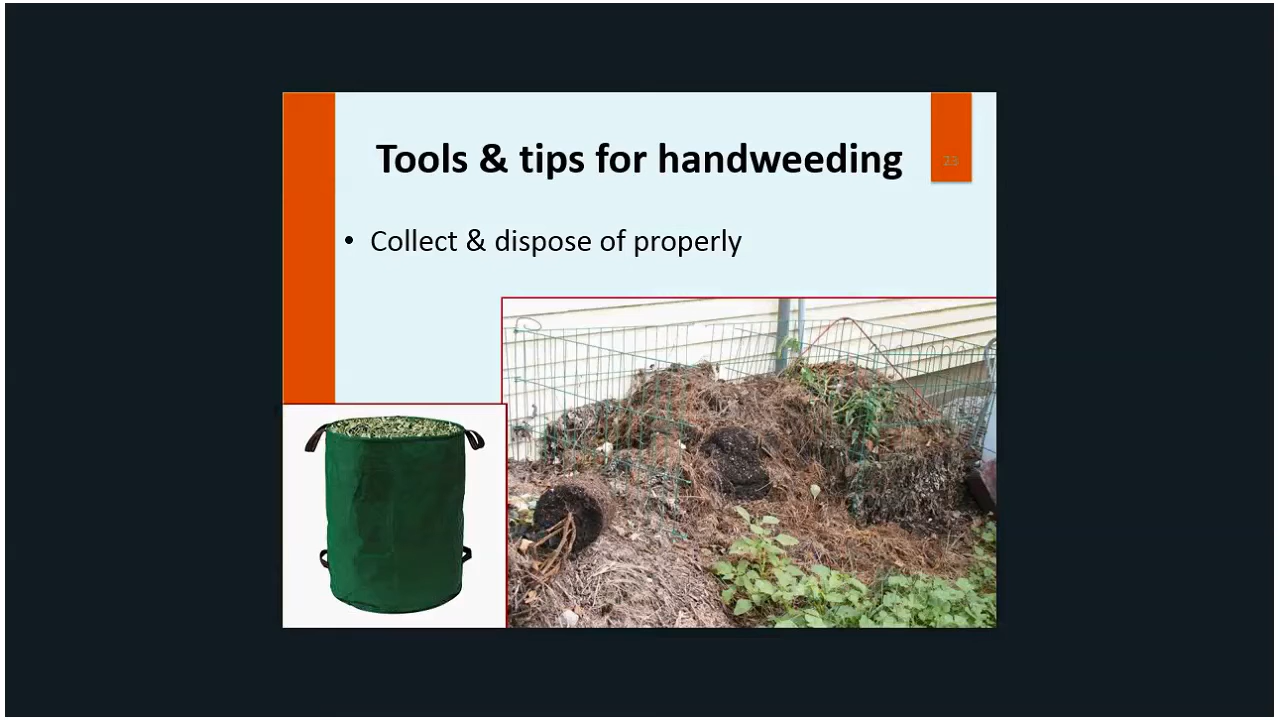 Tools & tips for handweeding
23
• Collect & dispose of properly